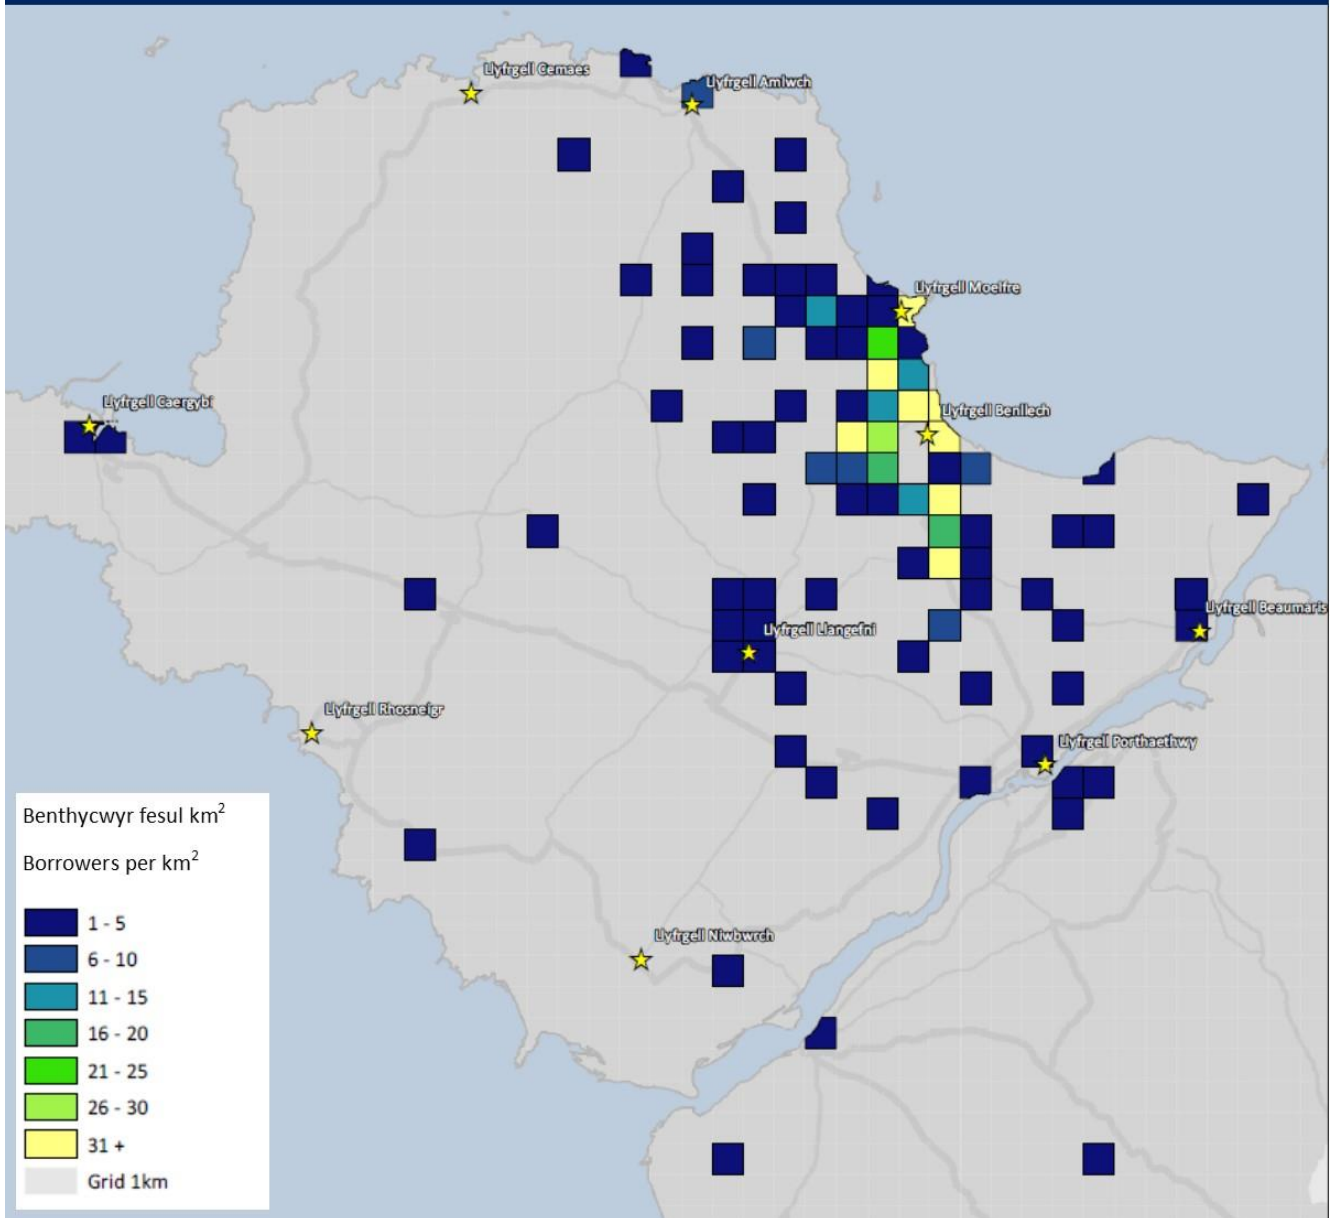 Llyfrgell Cemaes
Llyfrgell Amlwch
Llyfrgell Moelfre
Llyfrgell Caergybi
Llyfrgell Benllech
Llyfrgell Beaumaris
Llyfrgell Llangefni
Llyfrgell Rhosneigr
Llyfrgell Porthaethwy
Llyfrgell Niwbwrch
Benthycwyr fesul km²
Borrowers per km²
1 - 5
6 - 10
11 - 15
16 - 20
21 - 25
26 - 30
31 +
Grid 1km